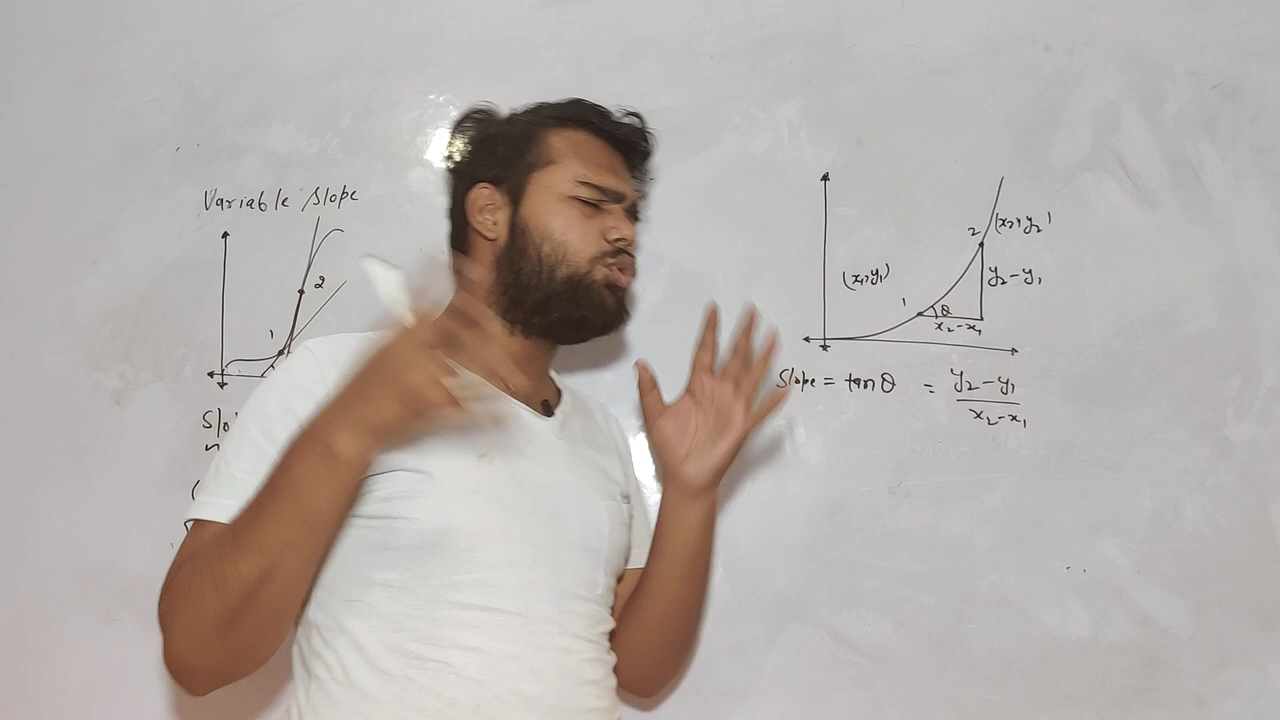 Variable Slope
2
1
2 (x₂, y₂)
(x₁, y₁)
y₂-y₁
1
θ
x₂-x₁
Slope = tan θ = y₂-y₁ / x₂-x₁